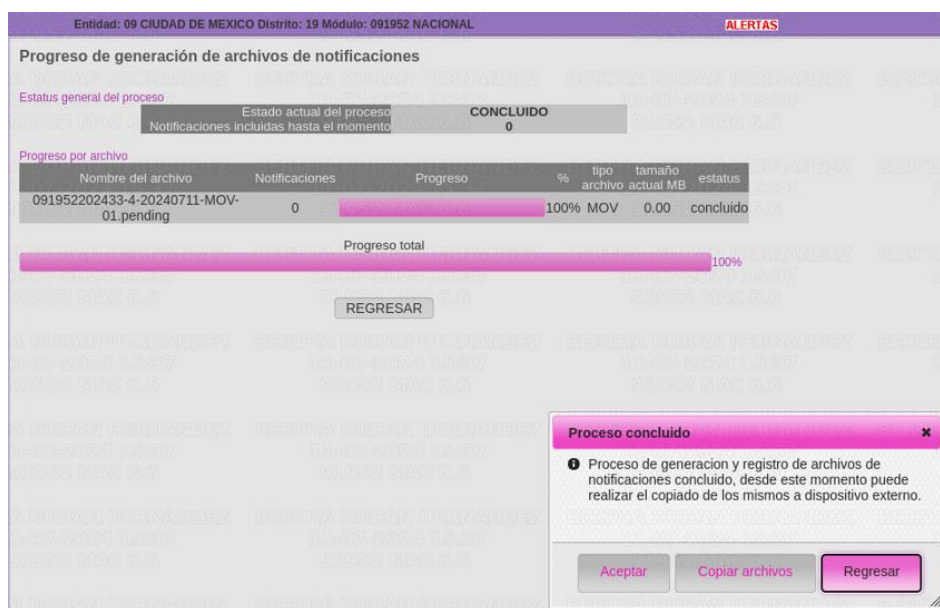 Entidad: 09 CIUDAD DE MEXICO Distrito: 19 Módulo: 091952 NACIONAL
ALERTAS
Progreso de generación de archivos de notificaciones
Estatus general del proceso
Estado actual del proceso CONCLUIDO
Notificaciones incluidas hasta el momento 0
Progreso por archivo
Nombre del archivo Notificaciones Progreso % tipo archivo tamaño actual MB estatus
091952202433-4-20240711-MOV-
01.pending 0 100% MOV 0.00 concluido
Progreso total
100%
REGRESAR
Proceso concluido
Proceso de generacion y registro de archivos de
notificaciones concluido, desde este momento puede
realizar el copiado de los mismos a dispositivo externo.
Aceptar Copiar archivos Regresar